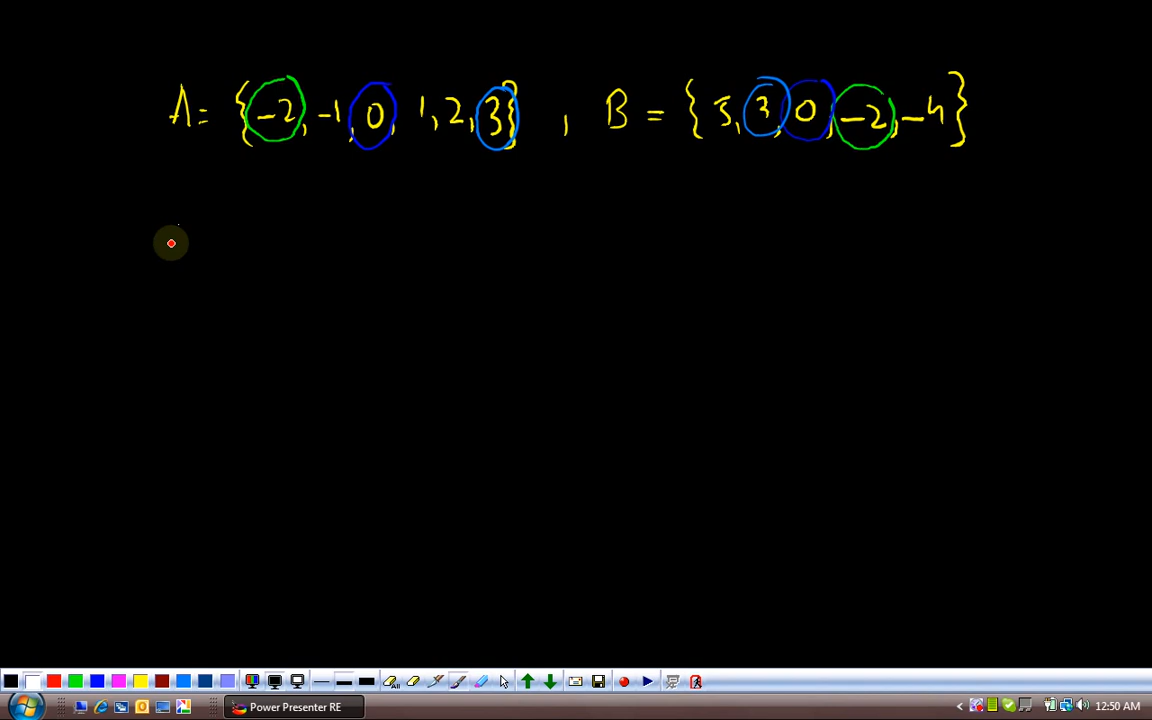 A = {-2, -1, 0, 1, 2, 3} , B = {5, 3, 0, -2, -4}
Power Presenter RE
12:50 AM